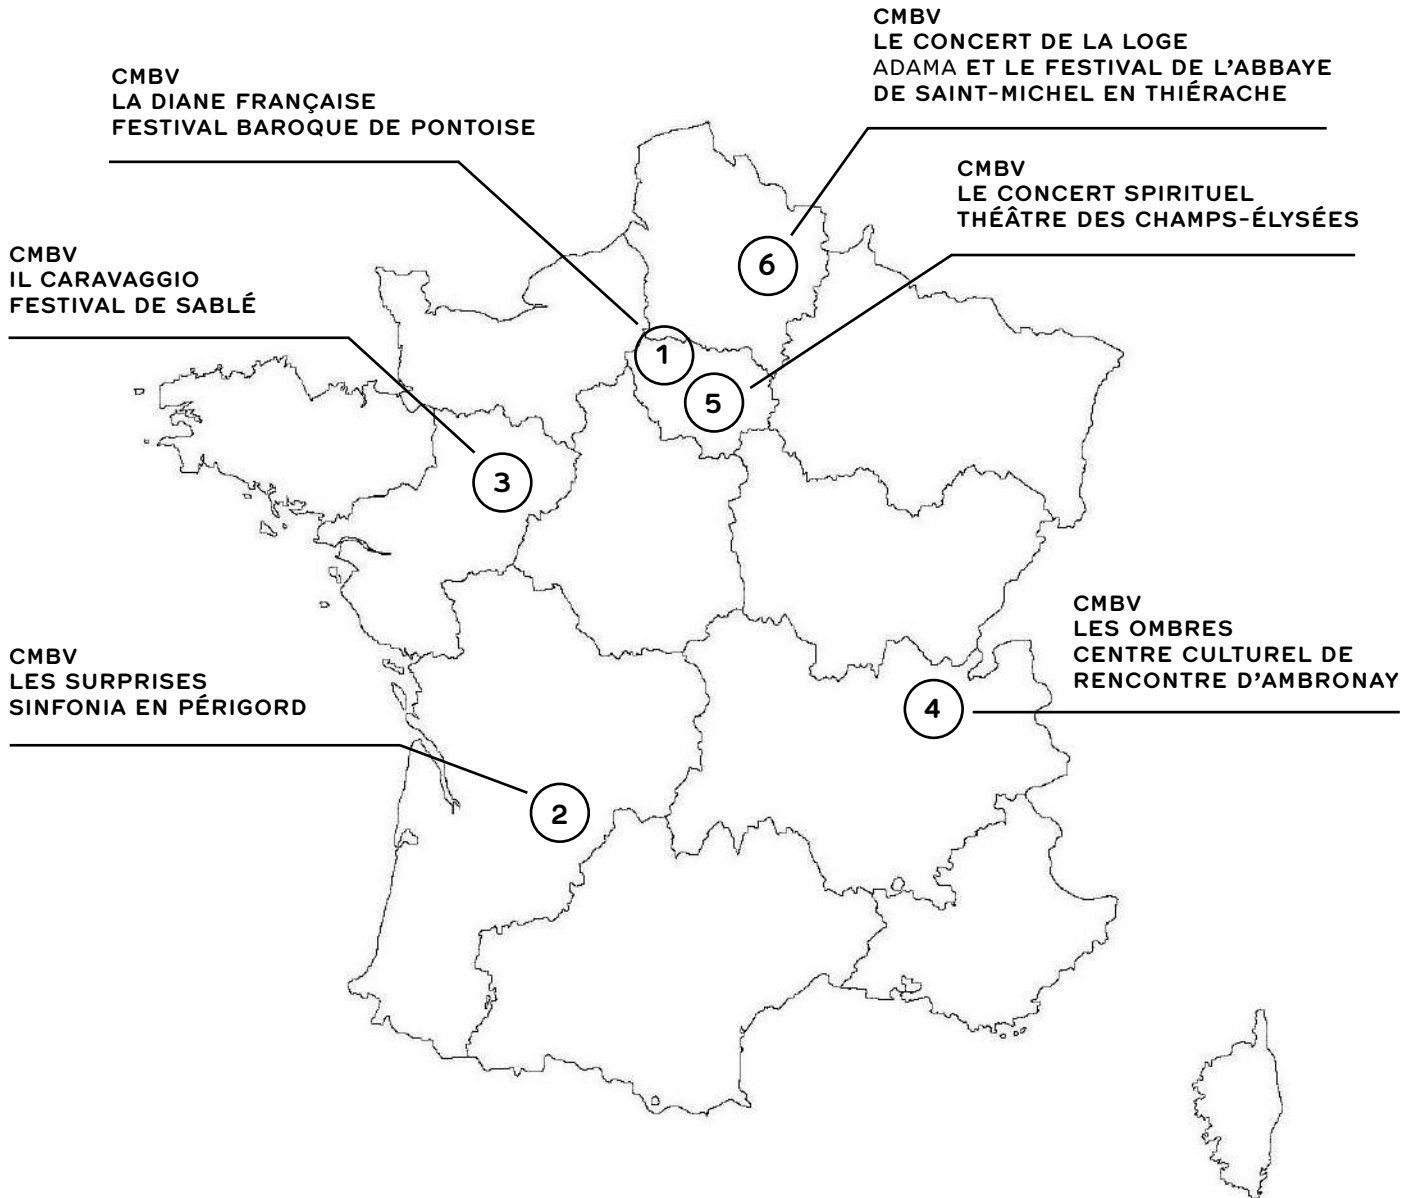 CMBV
LE CONCERT DE LA LOGE
ADAMA ET LE FESTIVAL DE L'ABBAYE
DE SAINT-MICHEL EN THIÉRACHE
CMBV
LA DIANE FRANÇAISE
FESTIVAL BAROQUE DE PONTOISE
CMBV
LE CONCERT SPIRITUEL
THÉÂTRE DES CHAMPS-ÉLYSÉES
CMBV
IL CARAVAGGIO
FESTIVAL DE SABLÉ
6
1
5
3
CMBV
LES OMBRES
CENTRE CULTUREL DE
RENCONTRE D'AMBRONAY
CMBV
LES SURPRISES
SINFONIA EN PÉRIGORD
4
2